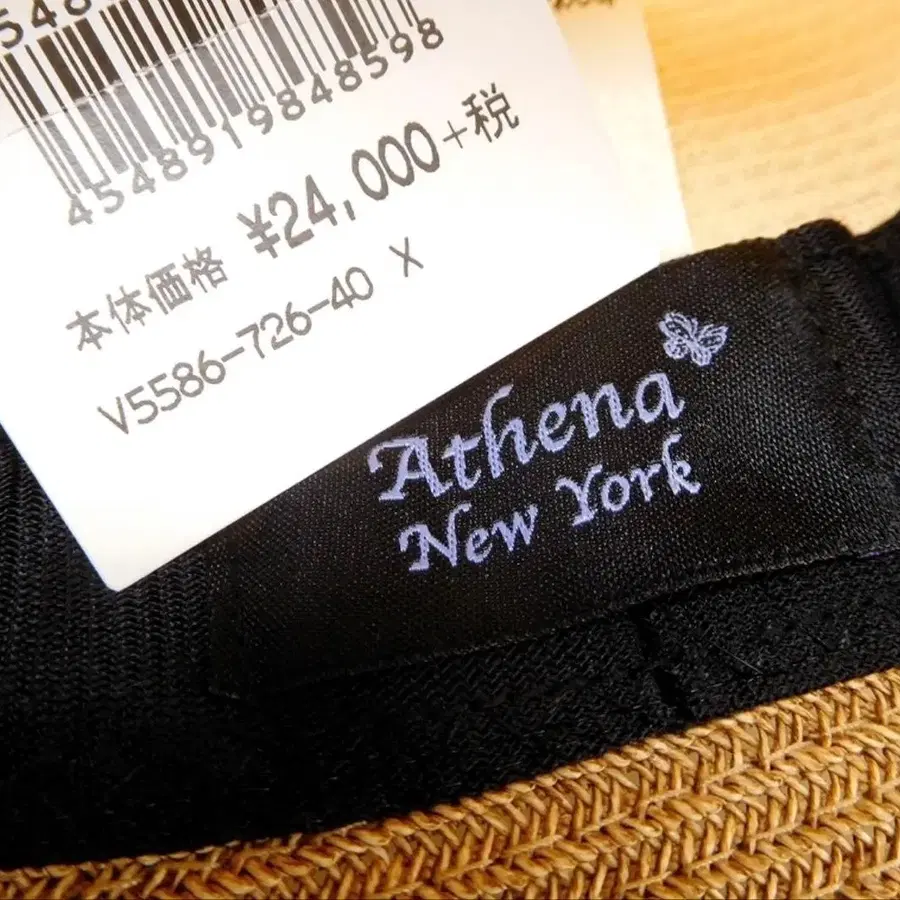 4548919848598
本体価格 ¥24,000+税
V5586-726-40 X
Athena
New York